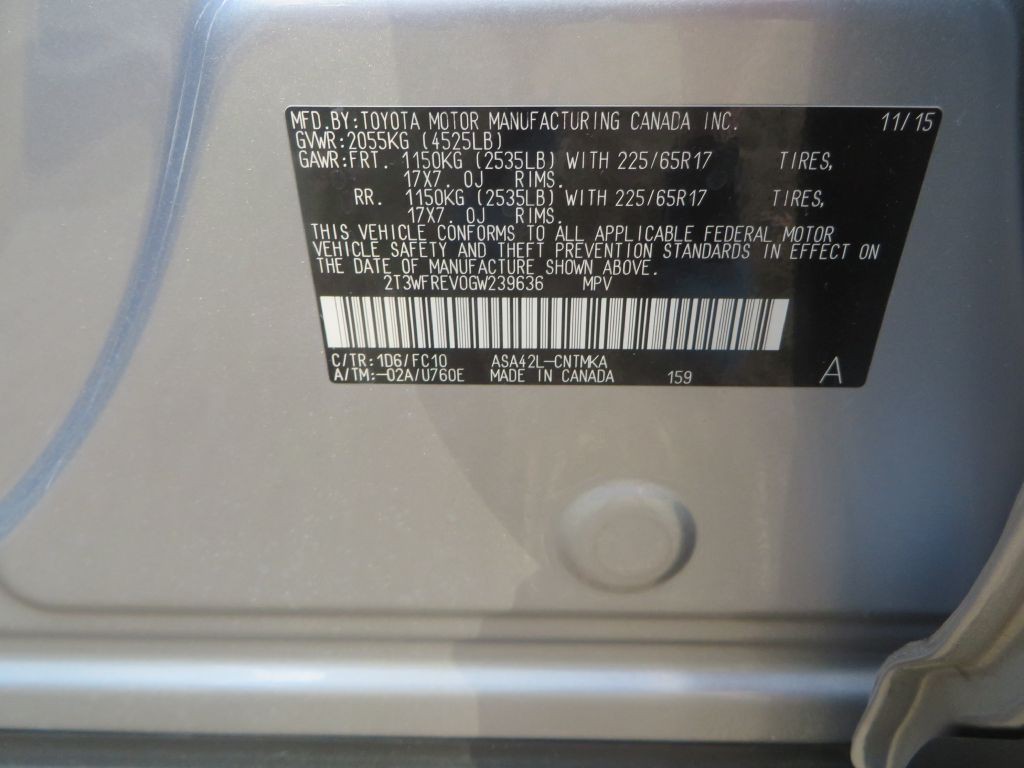 MFD.BY:TOYOTA MOTOR MANUFACTURING CANADA INC. 11/15
GVWR:2055KG (4525LB)
GAWR:FRT. 1150KG (2535LB) WITH 225/65R17 TIRES,
17X7.0J RIMS.
RR. 1150KG (2535LB) WITH 225/65R17 TIRES,
17X7.0J RIMS.
THIS VEHICLE CONFORMS TO ALL APPLICABLE FEDERAL MOTOR
VEHICLE SAFETY AND THEFT PREVENTION STANDARDS IN EFFECT ON
THE DATE OF MANUFACTURE SHOWN ABOVE.
2T3WFREV0GW239636 MPV
C/TR:1D6/FC10 ASA42L-CNTMKA
A/TM:-02A/U760E MADE IN CANADA 159 A